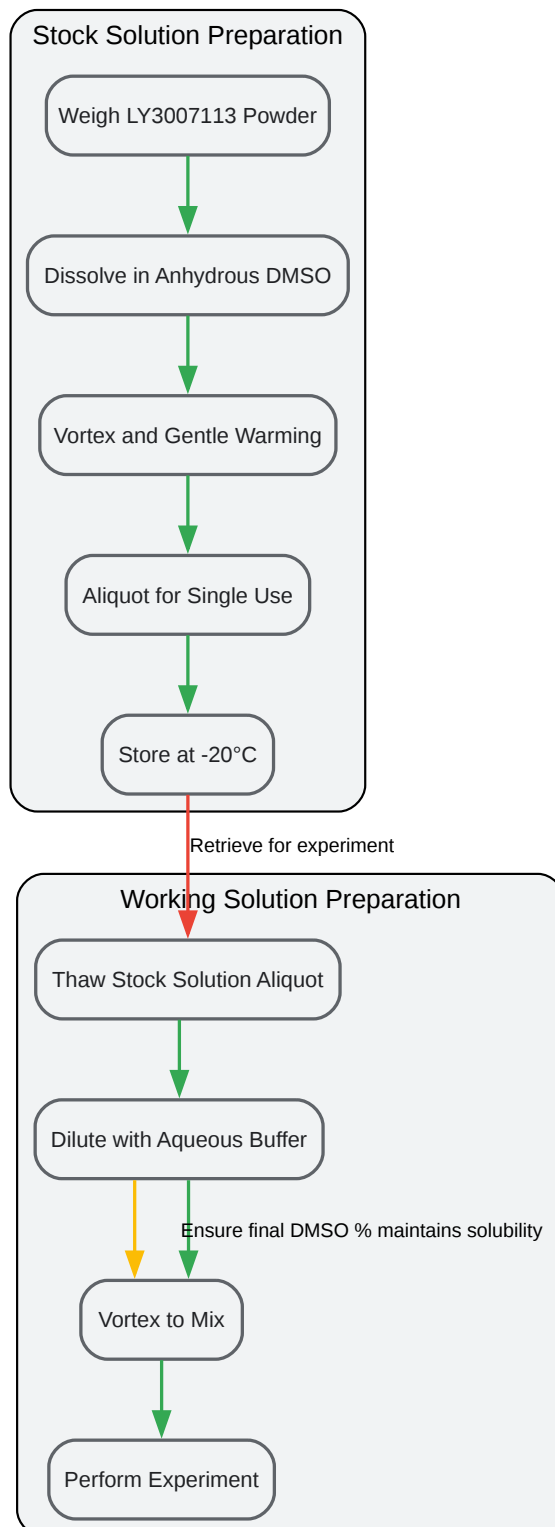 Stock Solution Preparation
Weigh LY3007113 Powder
Dissolve in Anhydrous DMSO
Vortex and Gentle Warming
Aliquot for Single Use
Store at -20°C
Retrieve for experiment
Working Solution Preparation
Thaw Stock Solution Aliquot
Dilute with Aqueous Buffer
Ensure final DMSO % maintains solubility
Vortex to Mix
Perform Experiment